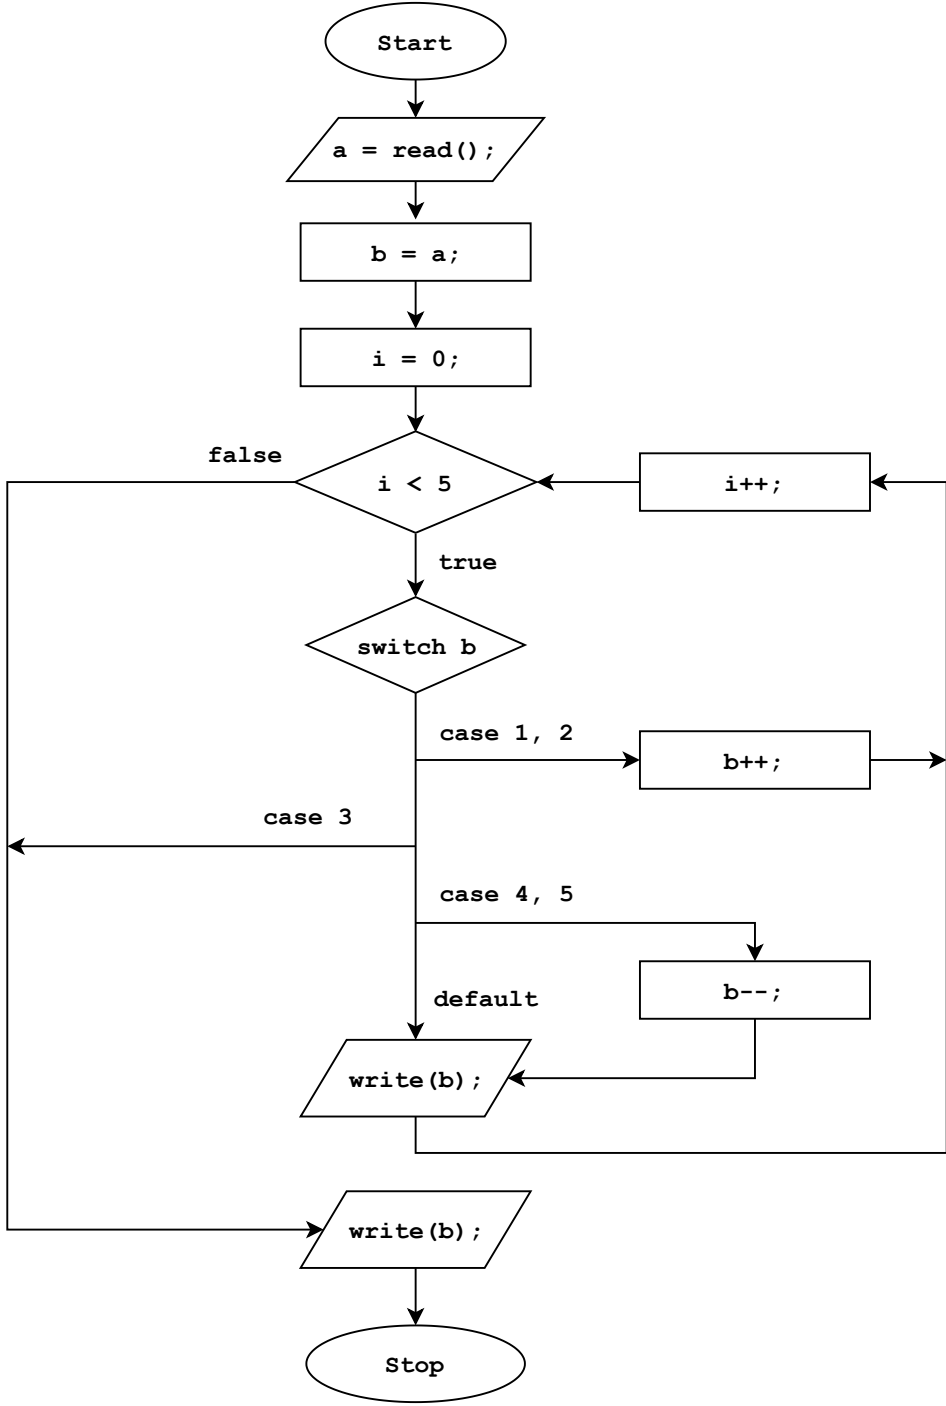 Start
a = read();
b = a;
i = 0;
false
i < 5
i++;
true
switch b
case 1, 2
b++;
case 3
case 4, 5
b--;
default
write(b);
write(b);
Stop